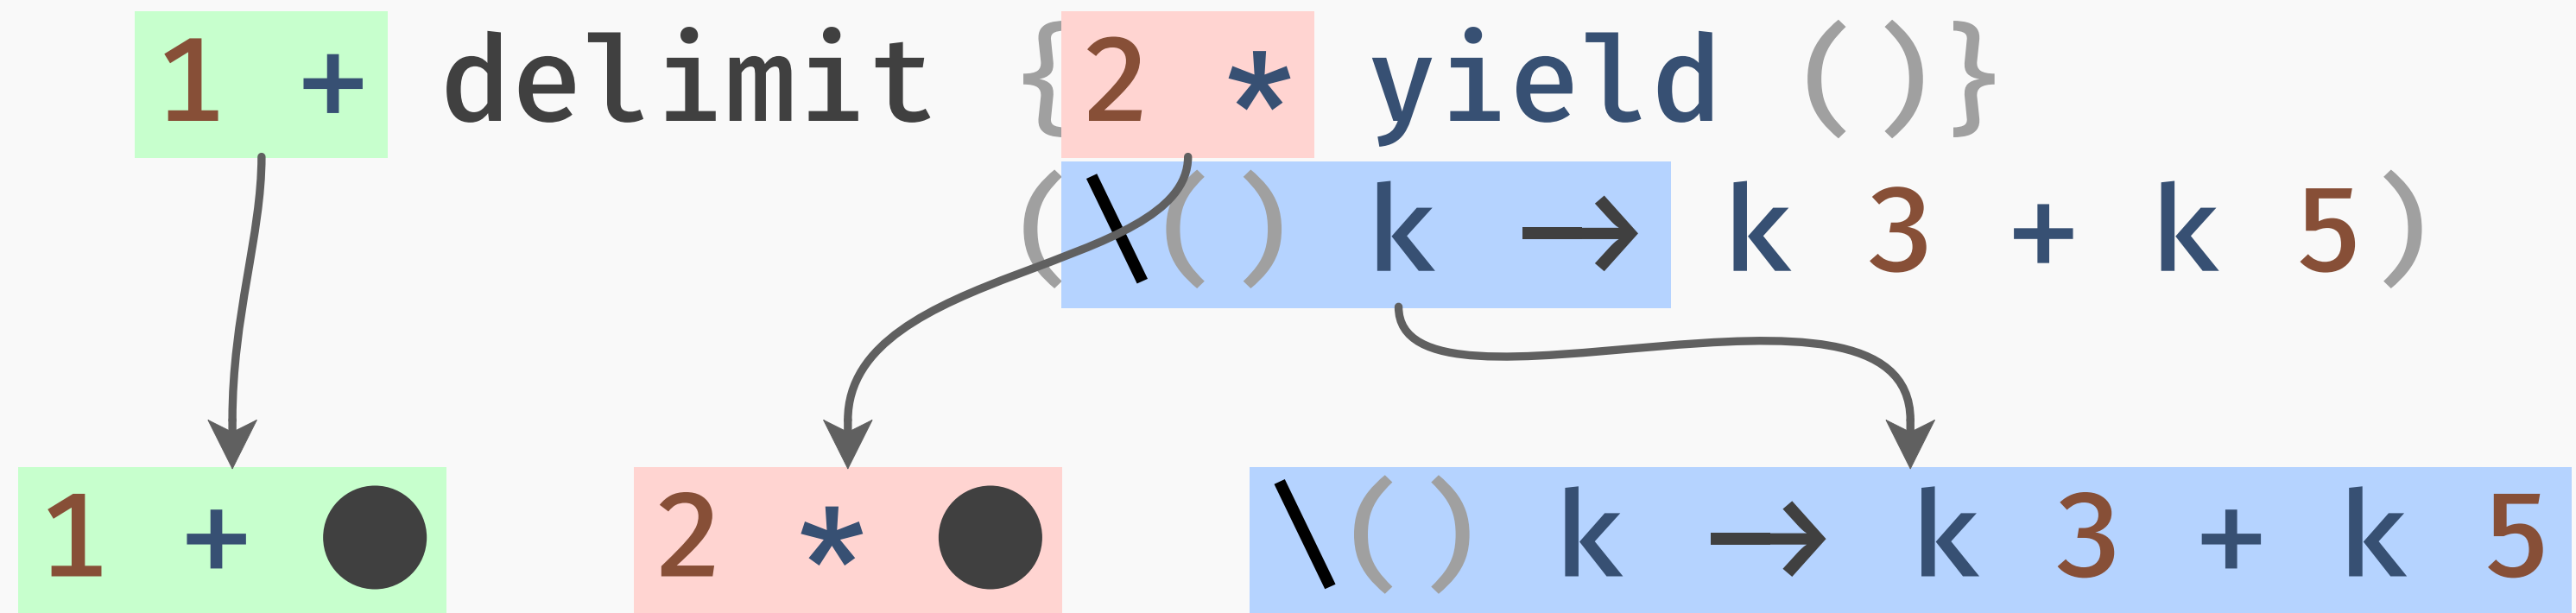 1 + delimit {2 * yield ()}
(\() k → k 3 + k 5)
1 + ● 2 * ● \() k → k 3 + k 5